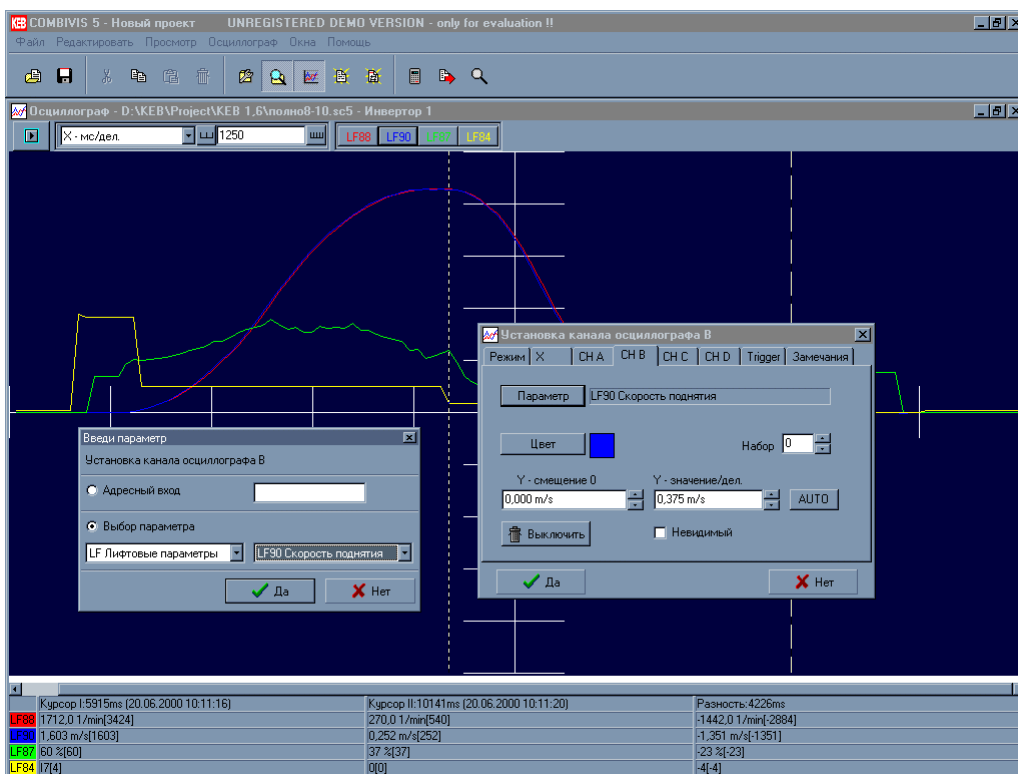 KEB COMBIVIS 5 - Новый проект UNREGISTERED DEMO VERSION - only for evaluation !!
Файл Редактировать Просмотр Осциллограф Окна Помощь
Осциллограф - D:\KEB\Project\KEB 1,6\полно8-10.sc5 - Инвертор 1
X - мс/дел. 1250 LF88 LF90 LF87 LF84
Установка канала осциллографа B
Режим X CH A CH B CH C CH D Trigger Замечания
Параметр LF90 Скорость поднятия
Цвет Набор 0
Y - смещение 0 Y - значение/дел.
0,000 m/s 0,375 m/s AUTO
Выключить Невидимый
Да Нет
Введи параметр
Установка канала осциллографа B
Адресный вход
Выбор параметра
LF Лифтовые параметры LF90 Скорость поднятия
Да Нет
Курсор I:5915ms (20.06.2000 10:11:16) Курсор II:10141ms (20.06.2000 10:11:20) Разность:4226ms
LF88 1712,0 1/min[3424] 270,0 1/min[540] -1442,0 1/min[-2884]
LF90 1,603 m/s[1603] 0,252 m/s[252] -1,351 m/s[-1351]
LF87 60 %[60] 37 %[37] -23 %[-23]
LF84 I7[4] 0[0] -4[-4]